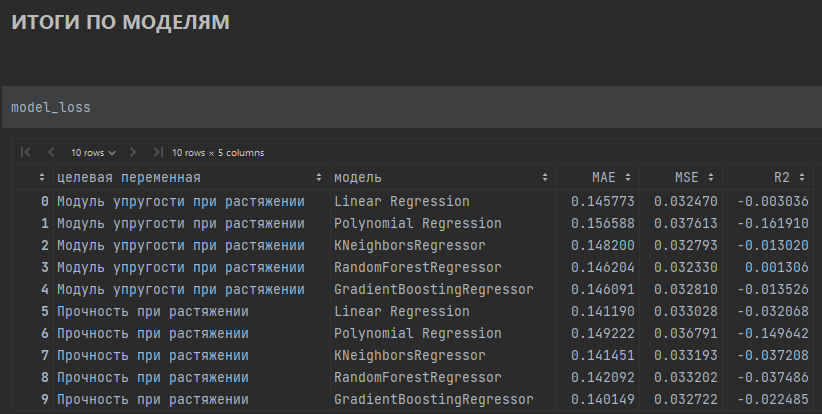 ИТОГИ ПО МОДЕЛЯМ
model_loss
10 rows 10 rows × 5 columns
целевая переменная модель MAE MSE R2
0 Модуль упругости при растяжении Linear Regression 0.145773 0.032470 -0.003036
1 Модуль упругости при растяжении Polynomial Regression 0.156588 0.037613 -0.161910
2 Модуль упругости при растяжении KNeighborsRegressor 0.148200 0.032793 -0.013020
3 Модуль упругости при растяжении RandomForestRegressor 0.146204 0.032330 0.001306
4 Модуль упругости при растяжении GradientBoostingRegressor 0.146091 0.032810 -0.013526
5 Прочность при растяжении Linear Regression 0.141190 0.033028 -0.032068
6 Прочность при растяжении Polynomial Regression 0.149222 0.036791 -0.149642
7 Прочность при растяжении KNeighborsRegressor 0.141451 0.033193 -0.037208
8 Прочность при растяжении RandomForestRegressor 0.142092 0.033202 -0.037486
9 Прочность при растяжении GradientBoostingRegressor 0.140149 0.032722 -0.022485